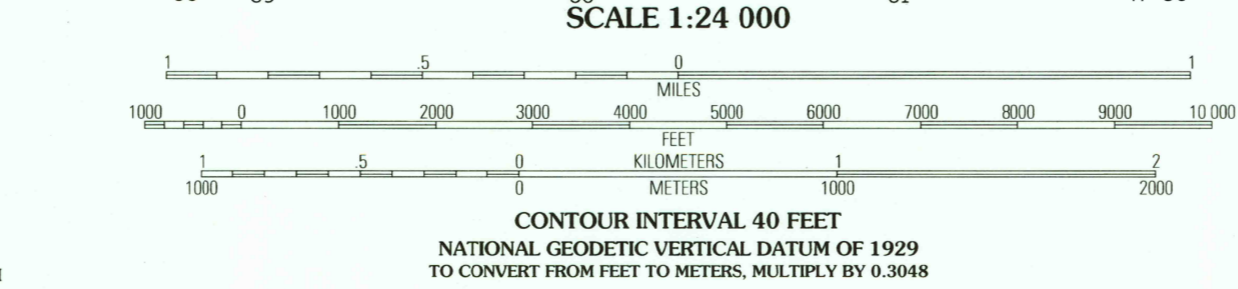 SCALE 1:24 000
1 .5 0 1
MILES
1000 0 1000 2000 3000 4000 5000 6000 7000 8000 9000 10 000
FEET
1 .5 0 KILOMETERS 1 2
1000 0 METERS 1000 2000
CONTOUR INTERVAL 40 FEET
NATIONAL GEODETIC VERTICAL DATUM OF 1929
TO CONVERT FROM FEET TO METERS, MULTIPLY BY 0.3048